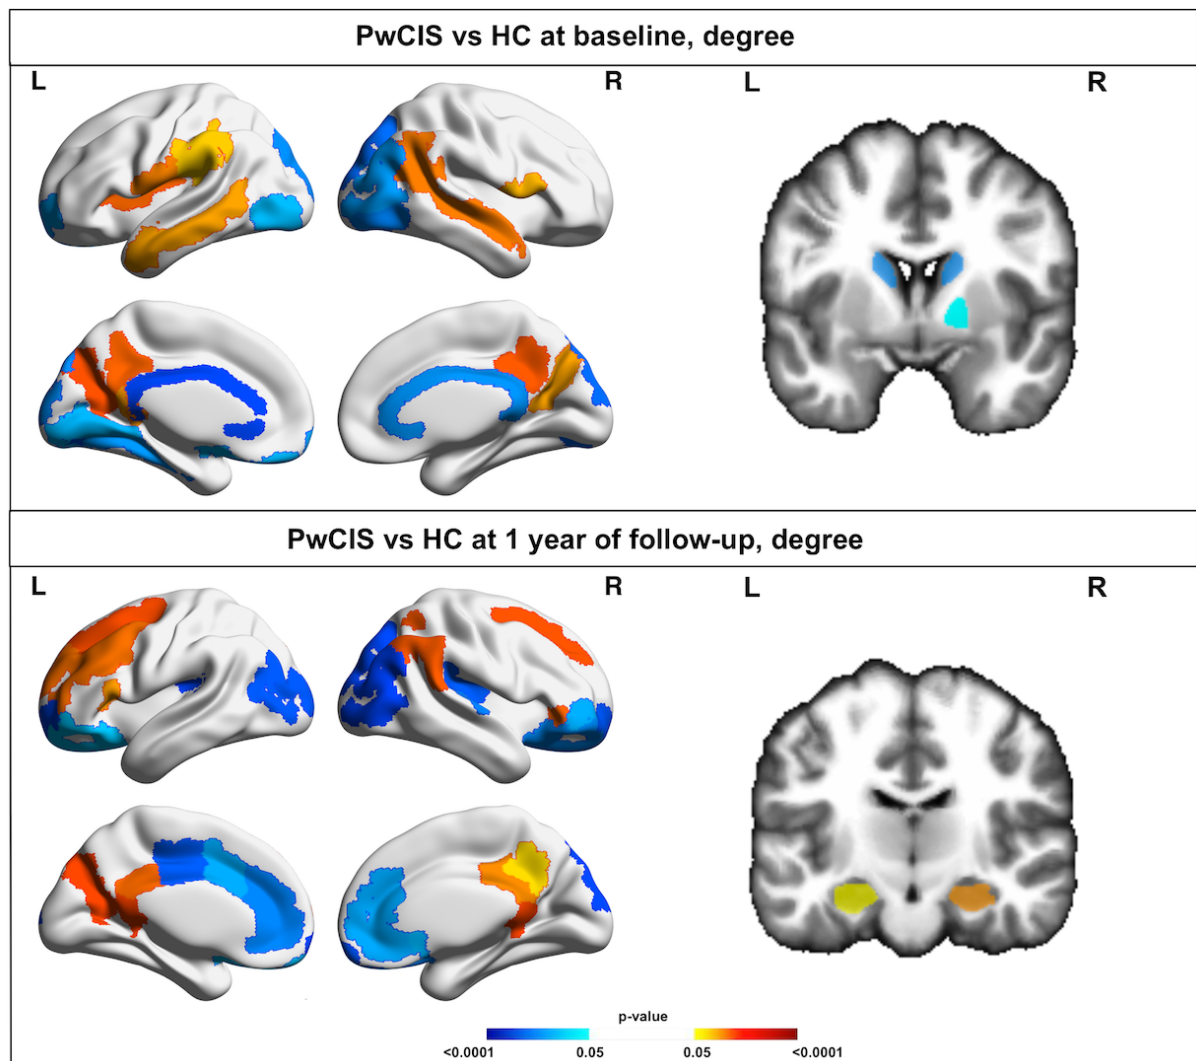 PwCIS vs HC at baseline, degree
L R L R
PwCIS vs HC at 1 year of follow-up, degree
L R L R
p-value
<0.0001 0.05 0.05 <0.0001